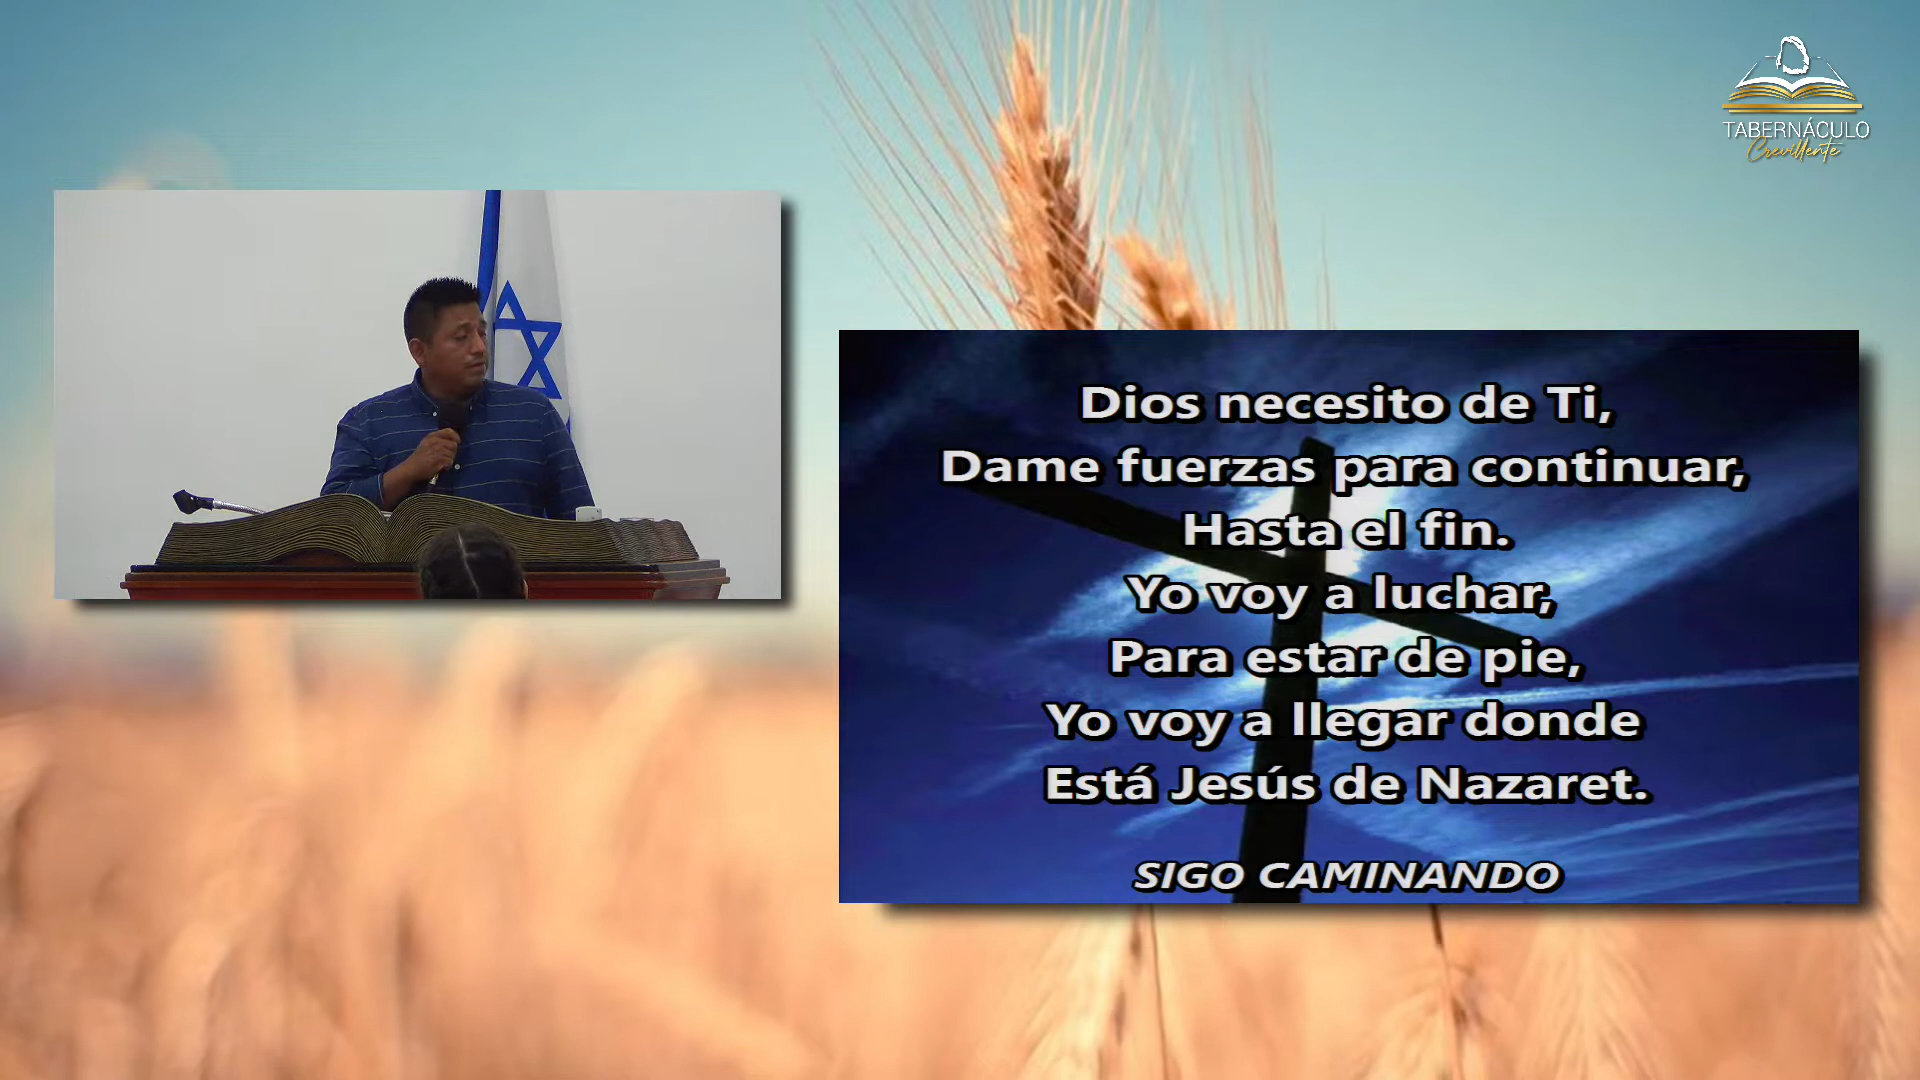 TABERNÁCULO
Crevillente
Dios necesito de Ti,
Dame fuerzas para continuar,
Hasta el fin.
Yo voy a luchar,
Para estar de pie,
Yo voy a llegar donde
Está Jesús de Nazaret.
SIGO CAMINANDO